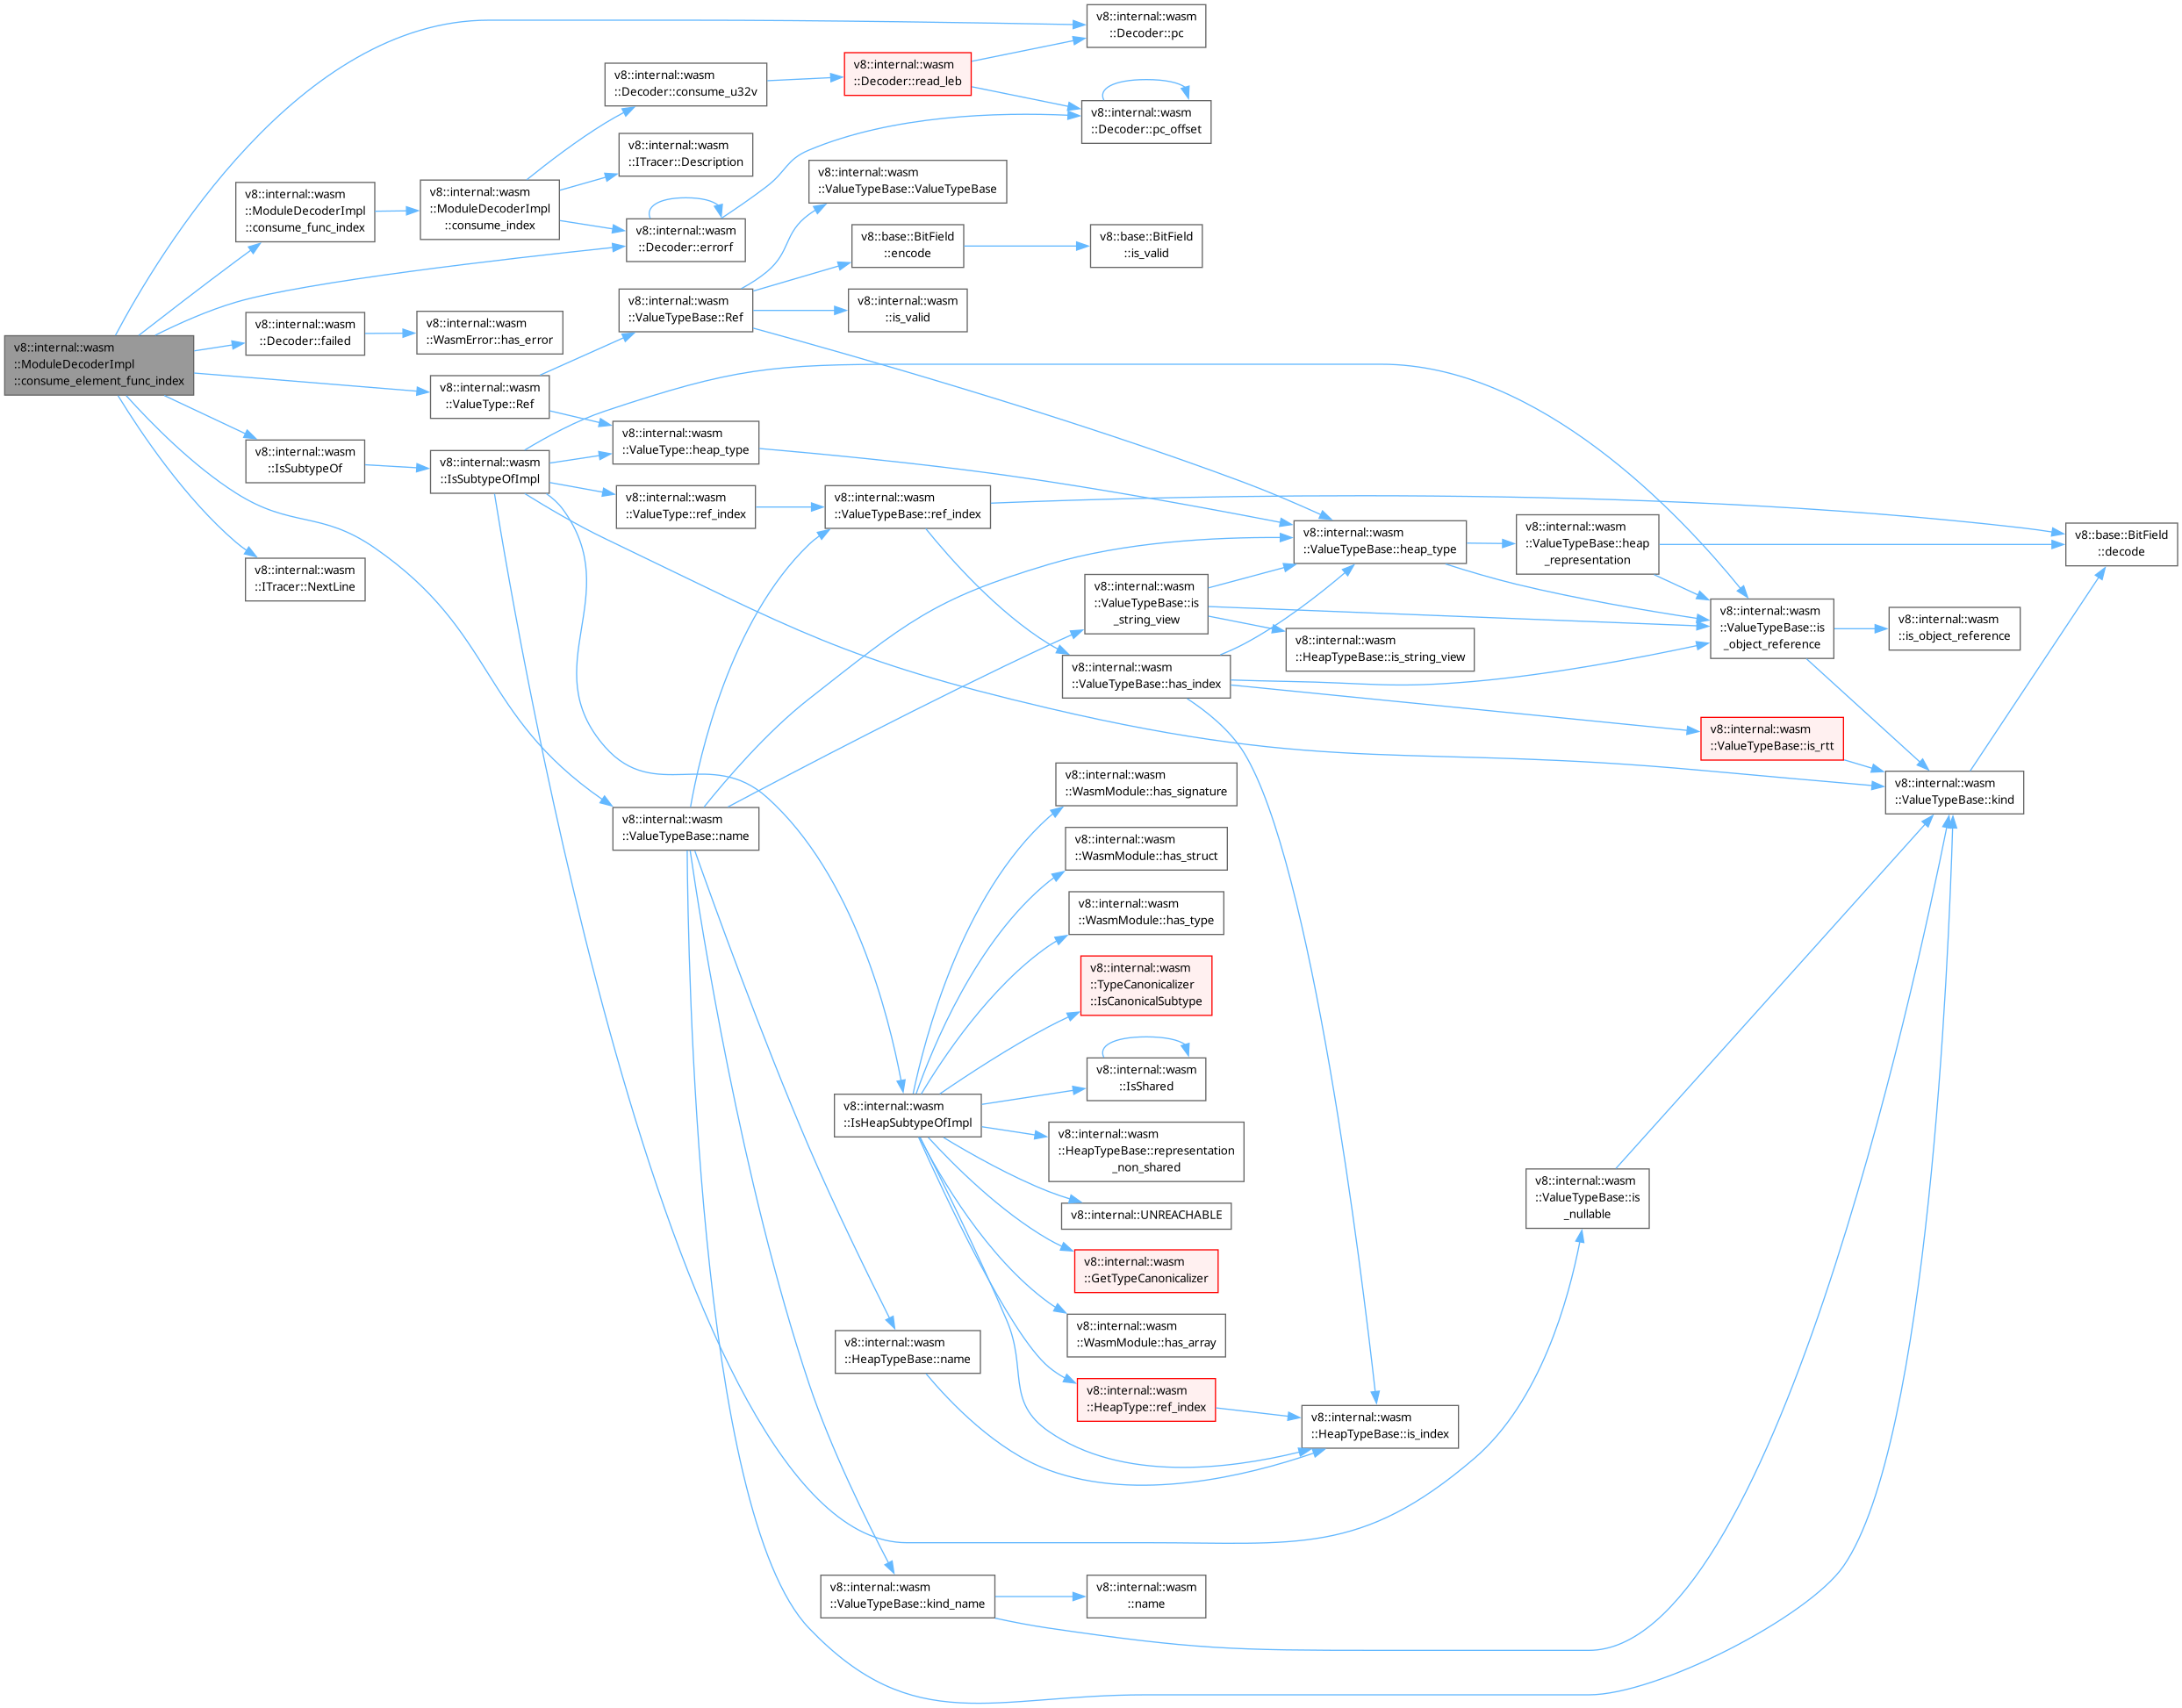 v8::internal::wasm
::ModuleDecoderImpl
::consume_element_func_index
v8::internal::wasm
::ModuleDecoderImpl
::consume_func_index
v8::internal::wasm
::Decoder::failed
v8::internal::wasm
::IsSubtypeOf
v8::internal::wasm
::ITracer::NextLine
v8::internal::wasm
::ModuleDecoderImpl
::consume_index
v8::internal::wasm
::WasmError::has_error
v8::internal::wasm
::ValueType::Ref
v8::internal::wasm
::IsSubtypeOfImpl
v8::internal::wasm
::Decoder::consume_u32v
v8::internal::wasm
::ITracer::Description
v8::internal::wasm
::Decoder::errorf
v8::internal::wasm
::ValueTypeBase::Ref
v8::internal::wasm
::ValueType::heap_type
v8::internal::wasm
::ValueType::ref_index
v8::internal::wasm
::ValueTypeBase::name
v8::internal::wasm
::Decoder::read_leb
v8::internal::wasm
::ValueTypeBase::ValueTypeBase
v8::base::BitField
::encode
v8::internal::wasm
::is_valid
v8::internal::wasm
::ValueTypeBase::ref_index
v8::internal::wasm
::IsHeapSubtypeOfImpl
v8::internal::wasm
::HeapTypeBase::name
v8::internal::wasm
::ValueTypeBase::kind_name
v8::internal::wasm
::Decoder::pc
v8::internal::wasm
::Decoder::pc_offset
v8::base::BitField
::is_valid
v8::internal::wasm
::ValueTypeBase::is
_string_view
v8::internal::wasm
::ValueTypeBase::has_index
v8::internal::wasm
::WasmModule::has_signature
v8::internal::wasm
::WasmModule::has_struct
v8::internal::wasm
::WasmModule::has_type
v8::internal::wasm
::TypeCanonicalizer
::IsCanonicalSubtype
v8::internal::wasm
::IsShared
v8::internal::wasm
::HeapTypeBase::representation
_non_shared
v8::internal::UNREACHABLE
v8::internal::wasm
::GetTypeCanonicalizer
v8::internal::wasm
::WasmModule::has_array
v8::internal::wasm
::HeapType::ref_index
v8::internal::wasm
::name
v8::internal::wasm
::ValueTypeBase::heap_type
v8::internal::wasm
::HeapTypeBase::is_string_view
v8::internal::wasm
::HeapTypeBase::is_index
v8::internal::wasm
::ValueTypeBase::heap
_representation
v8::internal::wasm
::ValueTypeBase::is
_nullable
v8::internal::wasm
::ValueTypeBase::is
_object_reference
v8::internal::wasm
::ValueTypeBase::is_rtt
v8::internal::wasm
::is_object_reference
v8::internal::wasm
::ValueTypeBase::kind
v8::base::BitField
::decode